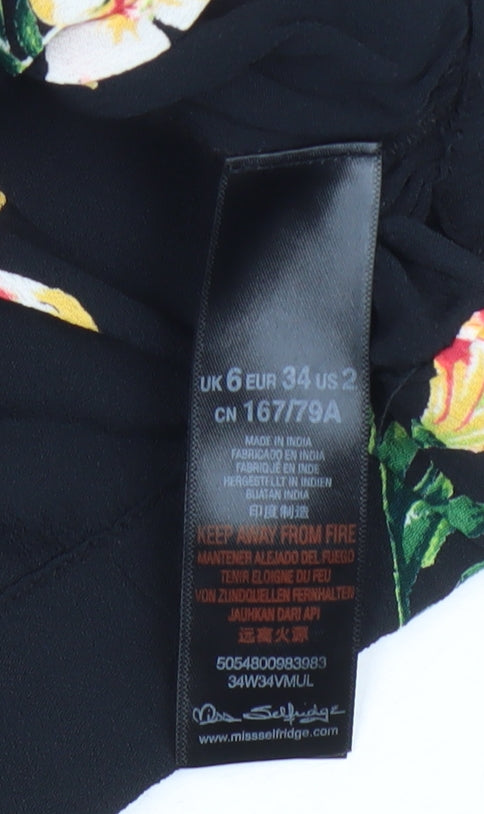 UK 6 EUR 34 US 2
CN 167/79A
MADE IN INDIA
FABRICADO EN INDIA
FABRIQUÉ EN INDE
HERGESTELLT IN INDIEN
BUATAN INDIA
印度制造
KEEP AWAY FROM FIRE
MANTENER ALEJADO DEL FUEGO
TENIR ELOIGNE DU FEU
VON ZUNDQUELLEN FERNHALTEN
JAUHKAN DARI API
远离火源
5054800983983
34W34VMUL
Miss Selfridge
www.missselfridge.com